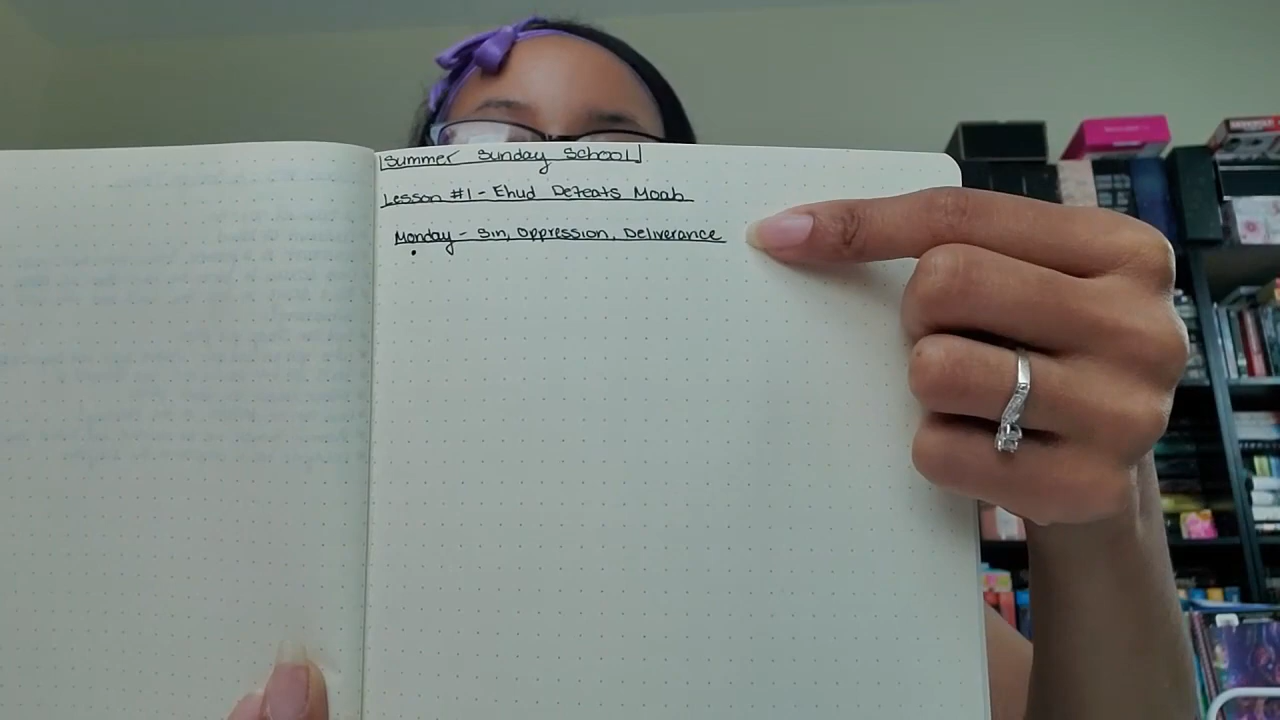 Summer Sunday School
Lesson #1 - Ehud Defeats Moab
Monday - Sin, Oppression, Deliverance